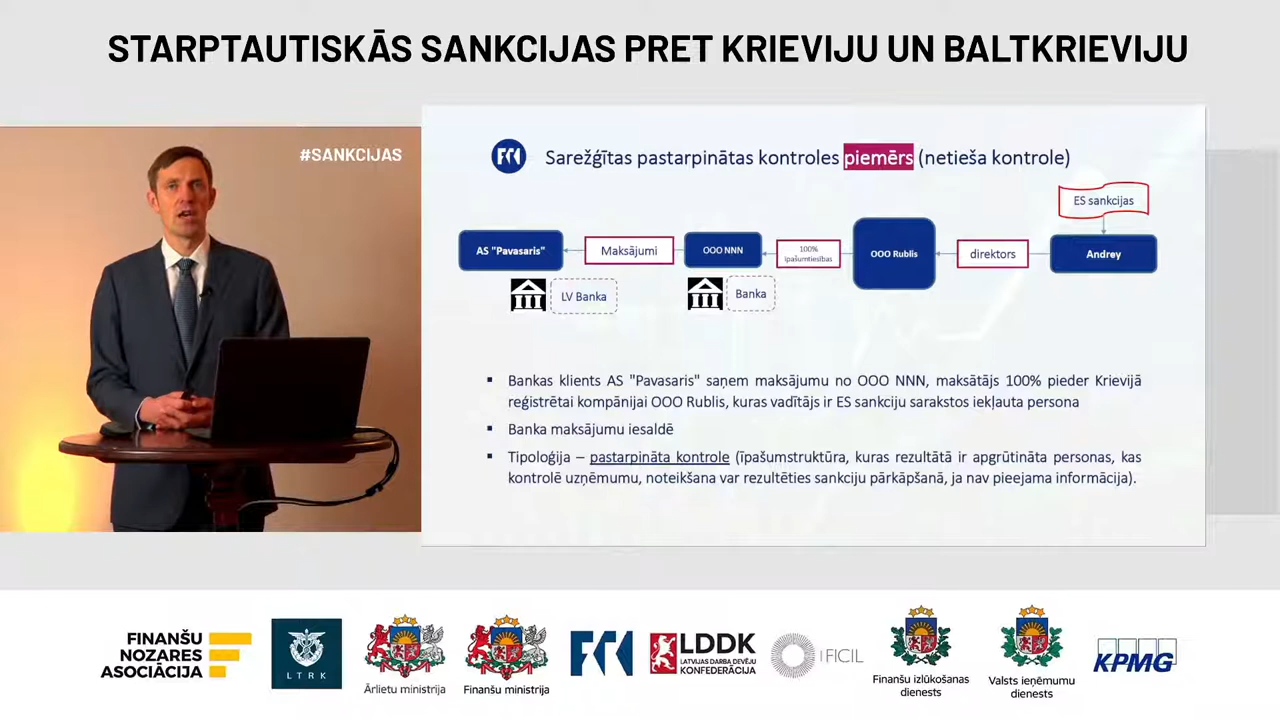 STARPTAUTISKĀS SANKCIJAS PRET KRIEVIJU UN BALTKRIEVIJU
#SANKCIJAS
FCK
Sarežģītas pastarpinātas kontroles piemērs (netieša kontrole)
ES sankcijas
AS "Pavasaris"
Maksājumi
OOO NNN
100%
īpašumtiesības
OOO Rublis
direktors
Andrey
LV Banka
Banka
▪ Bankas klients AS "Pavasaris" saņem maksājumu no OOO NNN, maksātājs 100% pieder Krievijā
reģistrētai kompānijai OOO Rublis, kuras vadītājs ir ES sankciju sarakstos iekļauta persona
▪ Banka maksājumu iesaldē
▪ Tipoloģija – pastarpināta kontrole (īpašumstruktūra, kuras rezultātā ir apgrūtināta personas, kas
kontrolē uzņēmumu, noteikšana var rezultēties sankciju pārkāpšanā, ja nav pieejama informācija).
FINANŠU
NOZARES
ASOCIĀCIJA
LTRK
Ārlietu ministrija
Finanšu ministrija
FCK
LDDK
LATVIJAS DARBA DEVĒJU
KONFEDERĀCIJA
FICIL
Finanšu izlūkošanas
dienests
Valsts ieņēmumu
dienests
KPMG